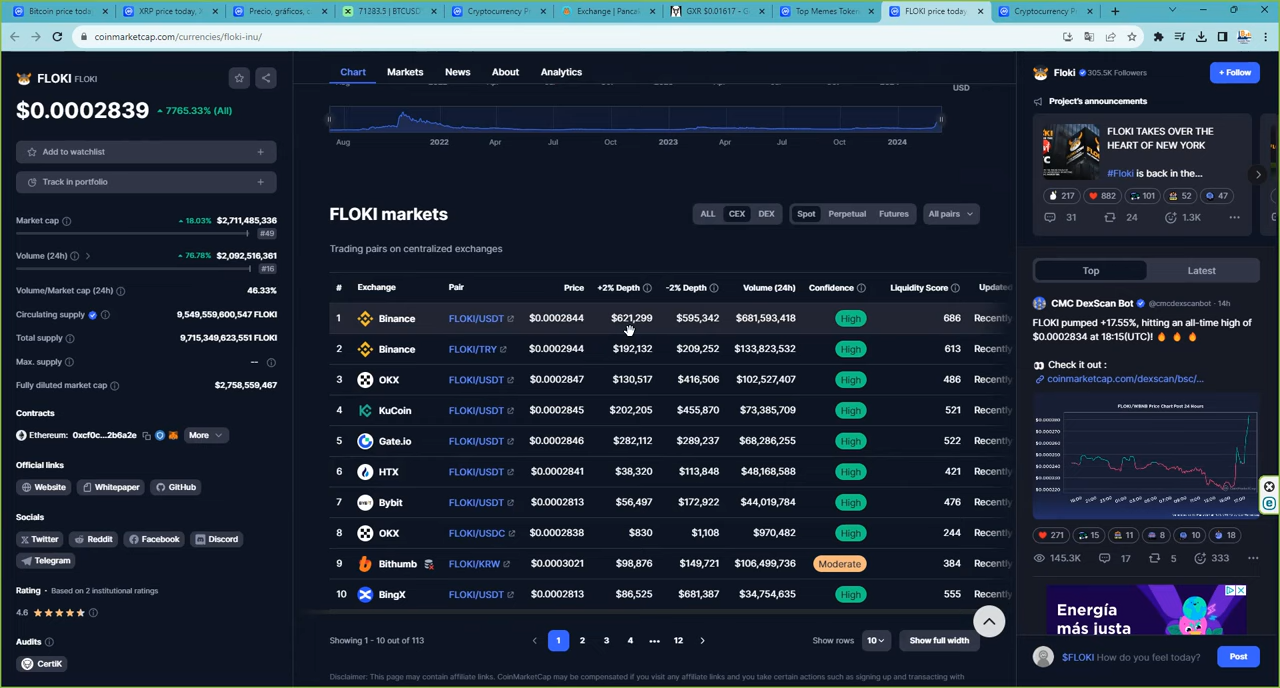 Bitcoin price toda
XRP price today, X
Precio, gráficos, c
71383.5 | BTCUSD
Cryptocurrency P
Exchange | Pancak
GXR $0.01617 - G
Top Memes Token
FLOKI price today
Cryptocurrency P
coinmarketcap.com/currencies/floki-inu/
FLOKI FLOKI
$0.0002839 7765.33% (All)
Add to watchlist
Track in portfolio
Market cap 18.03% $2,711,485,336
#49
Volume (24h) 76.78% $2,092,516,361
#16
Volume/Market cap (24h) 46.33%
Circulating supply 9,549,559,600,547 FLOKI
Total supply 9,715,349,623,551 FLOKI
Max. supply --
Fully diluted market cap $2,758,559,467
Contracts
Ethereum: 0xcf0c...2b6a2e More
Official links
Website Whitepaper GitHub
Socials
Twitter Reddit Facebook Discord
Telegram
Rating · Based on 2 institutional ratings
4.6
Audits
CertiK
Chart Markets News About Analytics
USD
Aug 2022 Apr Jul Oct 2023 Apr Jul Oct 2024
FLOKI markets
ALL CEX DEX Spot Perpetual Futures All pairs
Trading pairs on centralized exchanges
# Exchange Pair Price +2% Depth -2% Depth Volume (24h) Confidence Liquidity Score Updated
1 Binance FLOKI/USDT $0.0002844 $621,299 $595,342 $681,593,418 High 686 Recently
2 Binance FLOKI/TRY $0.0002944 $192,132 $209,252 $133,823,532 High 613 Recently
3 OKX FLOKI/USDT $0.0002847 $130,517 $416,506 $102,527,407 High 486 Recently
4 KuCoin FLOKI/USDT $0.0002845 $202,205 $455,870 $73,385,709 High 521 Recently
5 Gate.io FLOKI/USDT $0.0002846 $282,112 $289,237 $68,286,255 High 522 Recently
6 HTX FLOKI/USDT $0.0002841 $38,320 $113,848 $48,168,588 High 421 Recently
7 Bybit FLOKI/USDT $0.0002813 $56,497 $172,922 $44,019,784 High 476 Recently
8 OKX FLOKI/USDC $0.0002838 $830 $1,108 $970,482 High 244 Recently
9 Bithumb FLOKI/KRW $0.0003021 $98,876 $149,721 $106,499,736 Moderate 384 Recently
10 BingX FLOKI/USDT $0.0002813 $86,525 $681,387 $34,754,635 High 555 Recently
Showing 1 - 10 out of 113
1 2 3 4 ... 12
Show rows 10 Show full width
Disclaimer: This page may contain affiliate links. CoinMarketCap may be compensated if you visit any affiliate links and you take certain actions such as signing up and transacting with
Floki 305.5K Followers
+ Follow
Project's announcements
FLOKI TAKES OVER THE
HEART OF NEW YORK
#Floki is back in the...
217 882 101 52 47
31 24 1.3K
Top Latest
CMC DexScan Bot @cmcdexscanbot · 14h
FLOKI pumped +17.55%, hitting an all-time high of
$0.0002834 at 18:15(UTC)!
Check it out :
coinmarketcap.com/dexscan/bsc/...
FLOKI/WBNB Price Chart Past 24 Hours
271 15 11 8 10 18
145.3K 17 5 333
Energía
más justa
$FLOKI How do you feel today?
Post